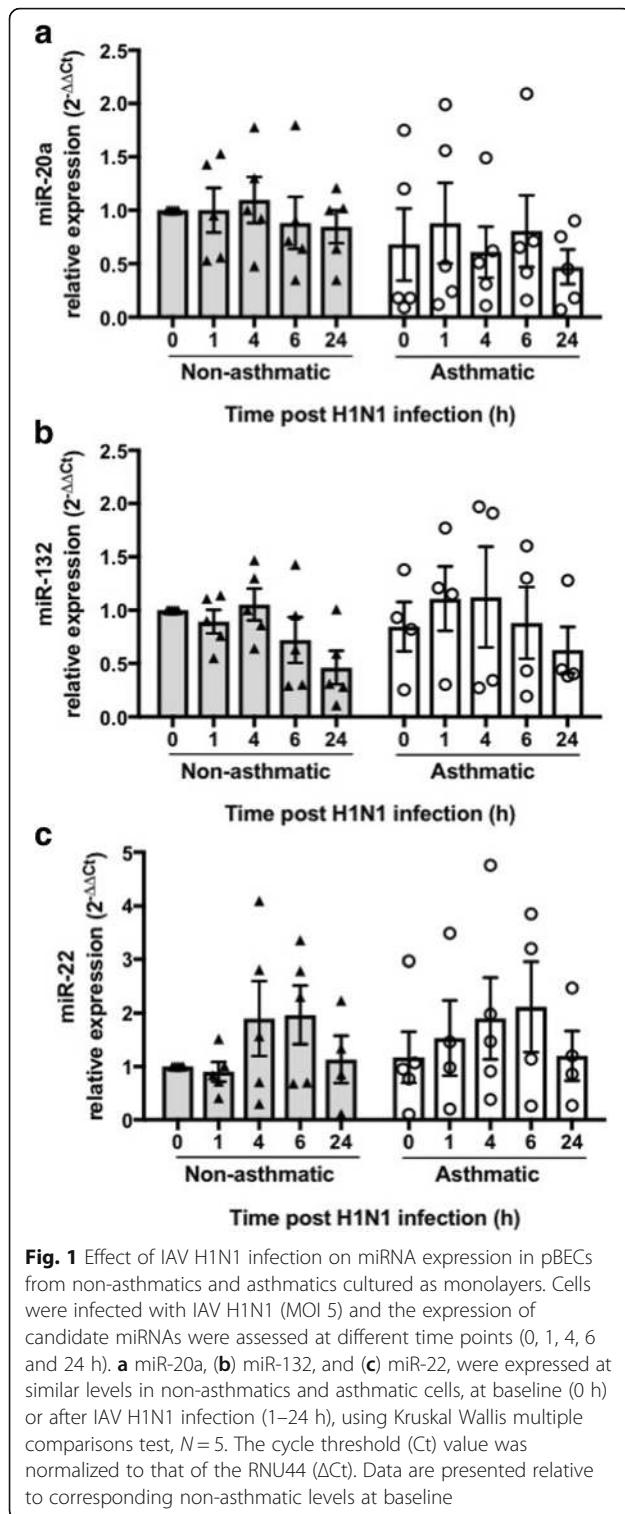 a
miR-20a
relative expression (2-ΔΔCt)
2.5
2.0
1.5
1.0
0.5
0.0
0 1 4 6 24 0 1 4 6 24
Non-asthmatic Asthmatic
Time post H1N1 infection (h)
b
miR-132
relative expression (2-ΔΔCt)
2.5
2.0
1.5
1.0
0.5
0.0
0 1 4 6 24 0 1 4 6 24
Non-asthmatic Asthmatic
Time post H1N1 infection (h)
c
miR-22
relative expression (2-ΔΔCt)
5
4
3
2
1
0
0 1 4 6 24 0 1 4 6 24
Non-asthmatic Asthmatic
Time post H1N1 infection (h)
Fig. 1 Effect of IAV H1N1 infection on miRNA expression in pBECs
from non-asthmatics and asthmatics cultured as monolayers. Cells
were infected with IAV H1N1 (MOI 5) and the expression of
candidate miRNAs were assessed at different time points (0, 1, 4, 6
and 24 h). a miR-20a, (b) miR-132, and (c) miR-22, were expressed at
similar levels in non-asthmatics and asthmatic cells, at baseline (0 h)
or after IAV H1N1 infection (1–24 h), using Kruskal Wallis multiple
comparisons test, N = 5. The cycle threshold (Ct) value was
normalized to that of the RNU44 (ΔCt). Data are presented relative
to corresponding non-asthmatic levels at baseline